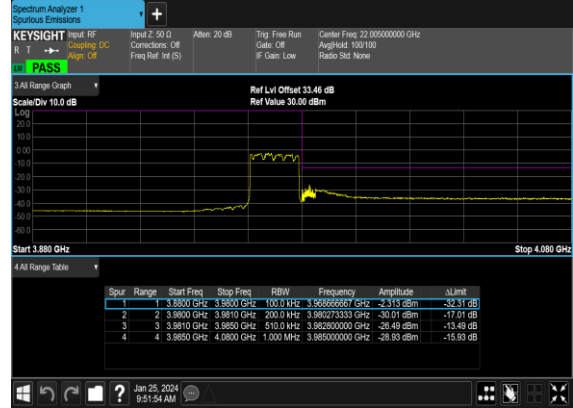 Spectrum Analyzer 1
Spurious Emissions
+
KEYSIGHT Input: RF Input Z: 50 Ω Atten: 20 dB Trig: Free Run Center Freq: 22.005000000 GHz
R T Coupling: DC Corrections: Off Gate: Off Avg|Hold: 100/100
Align: Off Freq Ref: Int (S) IF Gain: Low Radio Std: None
PASS
3 All Range Graph
Ref Lvl Offset 33.46 dB
Scale/Div 10.0 dB Ref Value 30.00 dBm
Log
20.0
10.0
0.00
-10.0
-20.0
-30.0
-40.0
-50.0
-60.0
Start 3.880 GHz Stop 4.080 GHz
4 All Range Table
Spur Range Start Freq Stop Freq RBW Frequency Amplitude ΔLimit
1 1 3.8800 GHz 3.9800 GHz 100.0 kHz 3.968666667 GHz -2.313 dBm -32.31 dB
2 2 3.9800 GHz 3.9810 GHz 200.0 kHz 3.980273333 GHz -30.01 dBm -17.01 dB
3 3 3.9810 GHz 3.9850 GHz 510.0 kHz 3.982800000 GHz -26.49 dBm -13.49 dB
4 4 3.9850 GHz 4.0800 GHz 1.000 MHz 3.985000000 GHz -28.93 dBm -15.93 dB
? Jan 25, 2024
9:51:54 AM